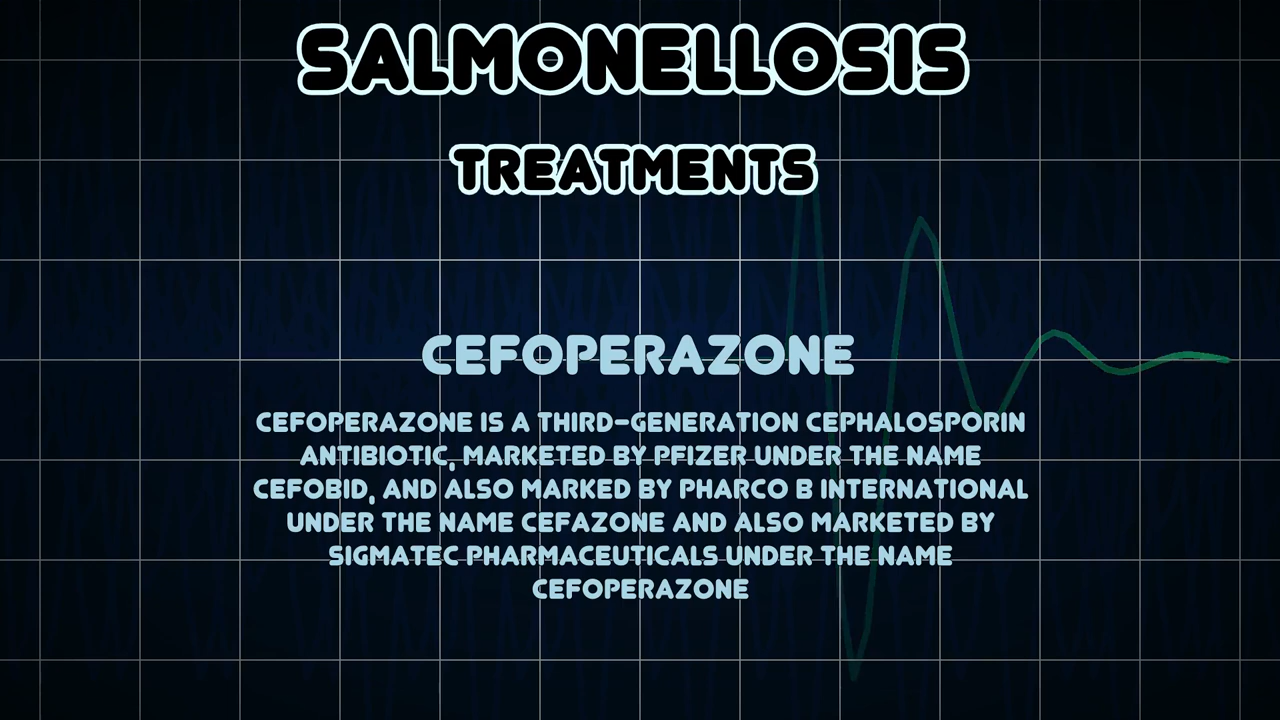 SALMONELLOSIS
TREATMENTS
CEFOPERAZONE
CEFOPERAZONE IS A THIRD-GENERATION CEPHALOSPORIN
ANTIBIOTIC, MARKETED BY PFIZER UNDER THE NAME
CEFOBID, AND ALSO MARKED BY PHARCO B INTERNATIONAL
UNDER THE NAME CEFAZONE AND ALSO MARKETED BY
SIGMATEC PHARMACEUTICALS UNDER THE NAME
CEFOPERAZONE